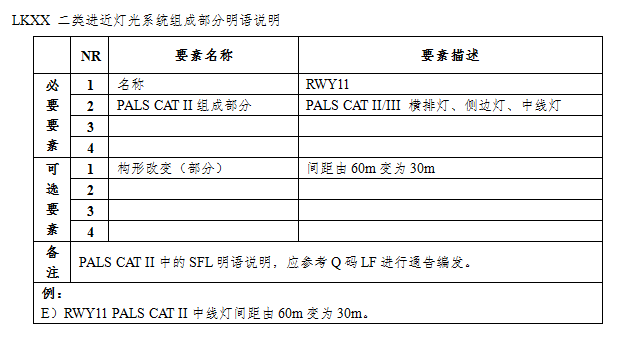 LKXX 二类进近灯光系统组成部分明语说明
NR 要素名称 要素描述
必要要素
1 名称 RWY11
2 PALS CAT II 组成部分 PALS CAT II/III 横排灯、侧边灯、中线灯
3
4
可选要素
1 构形改变（部分） 间距由 60m 变为 30m
2
3
4
备注 PALS CAT II 中的 SFL 明语说明，应参考 Q 码 LF 进行通告编发。
例：
E）RWY11 PALS CAT II 中线灯间距由 60m 变为 30m。